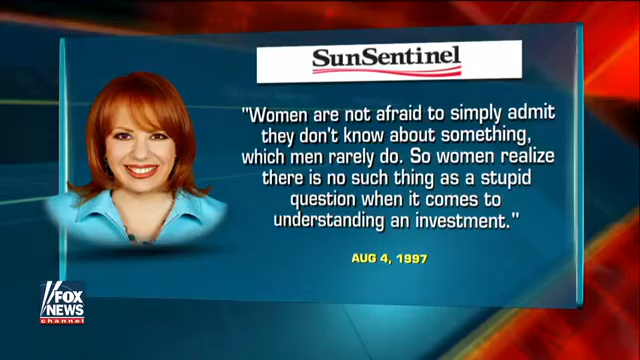 SunSentinel
"Women are not afraid to simply admit
they don't know about something,
which men rarely do. So women realize
there is no such thing as a stupid
question when it comes to
understanding an investment."
AUG 4, 1997
FOX
NEWS
channel